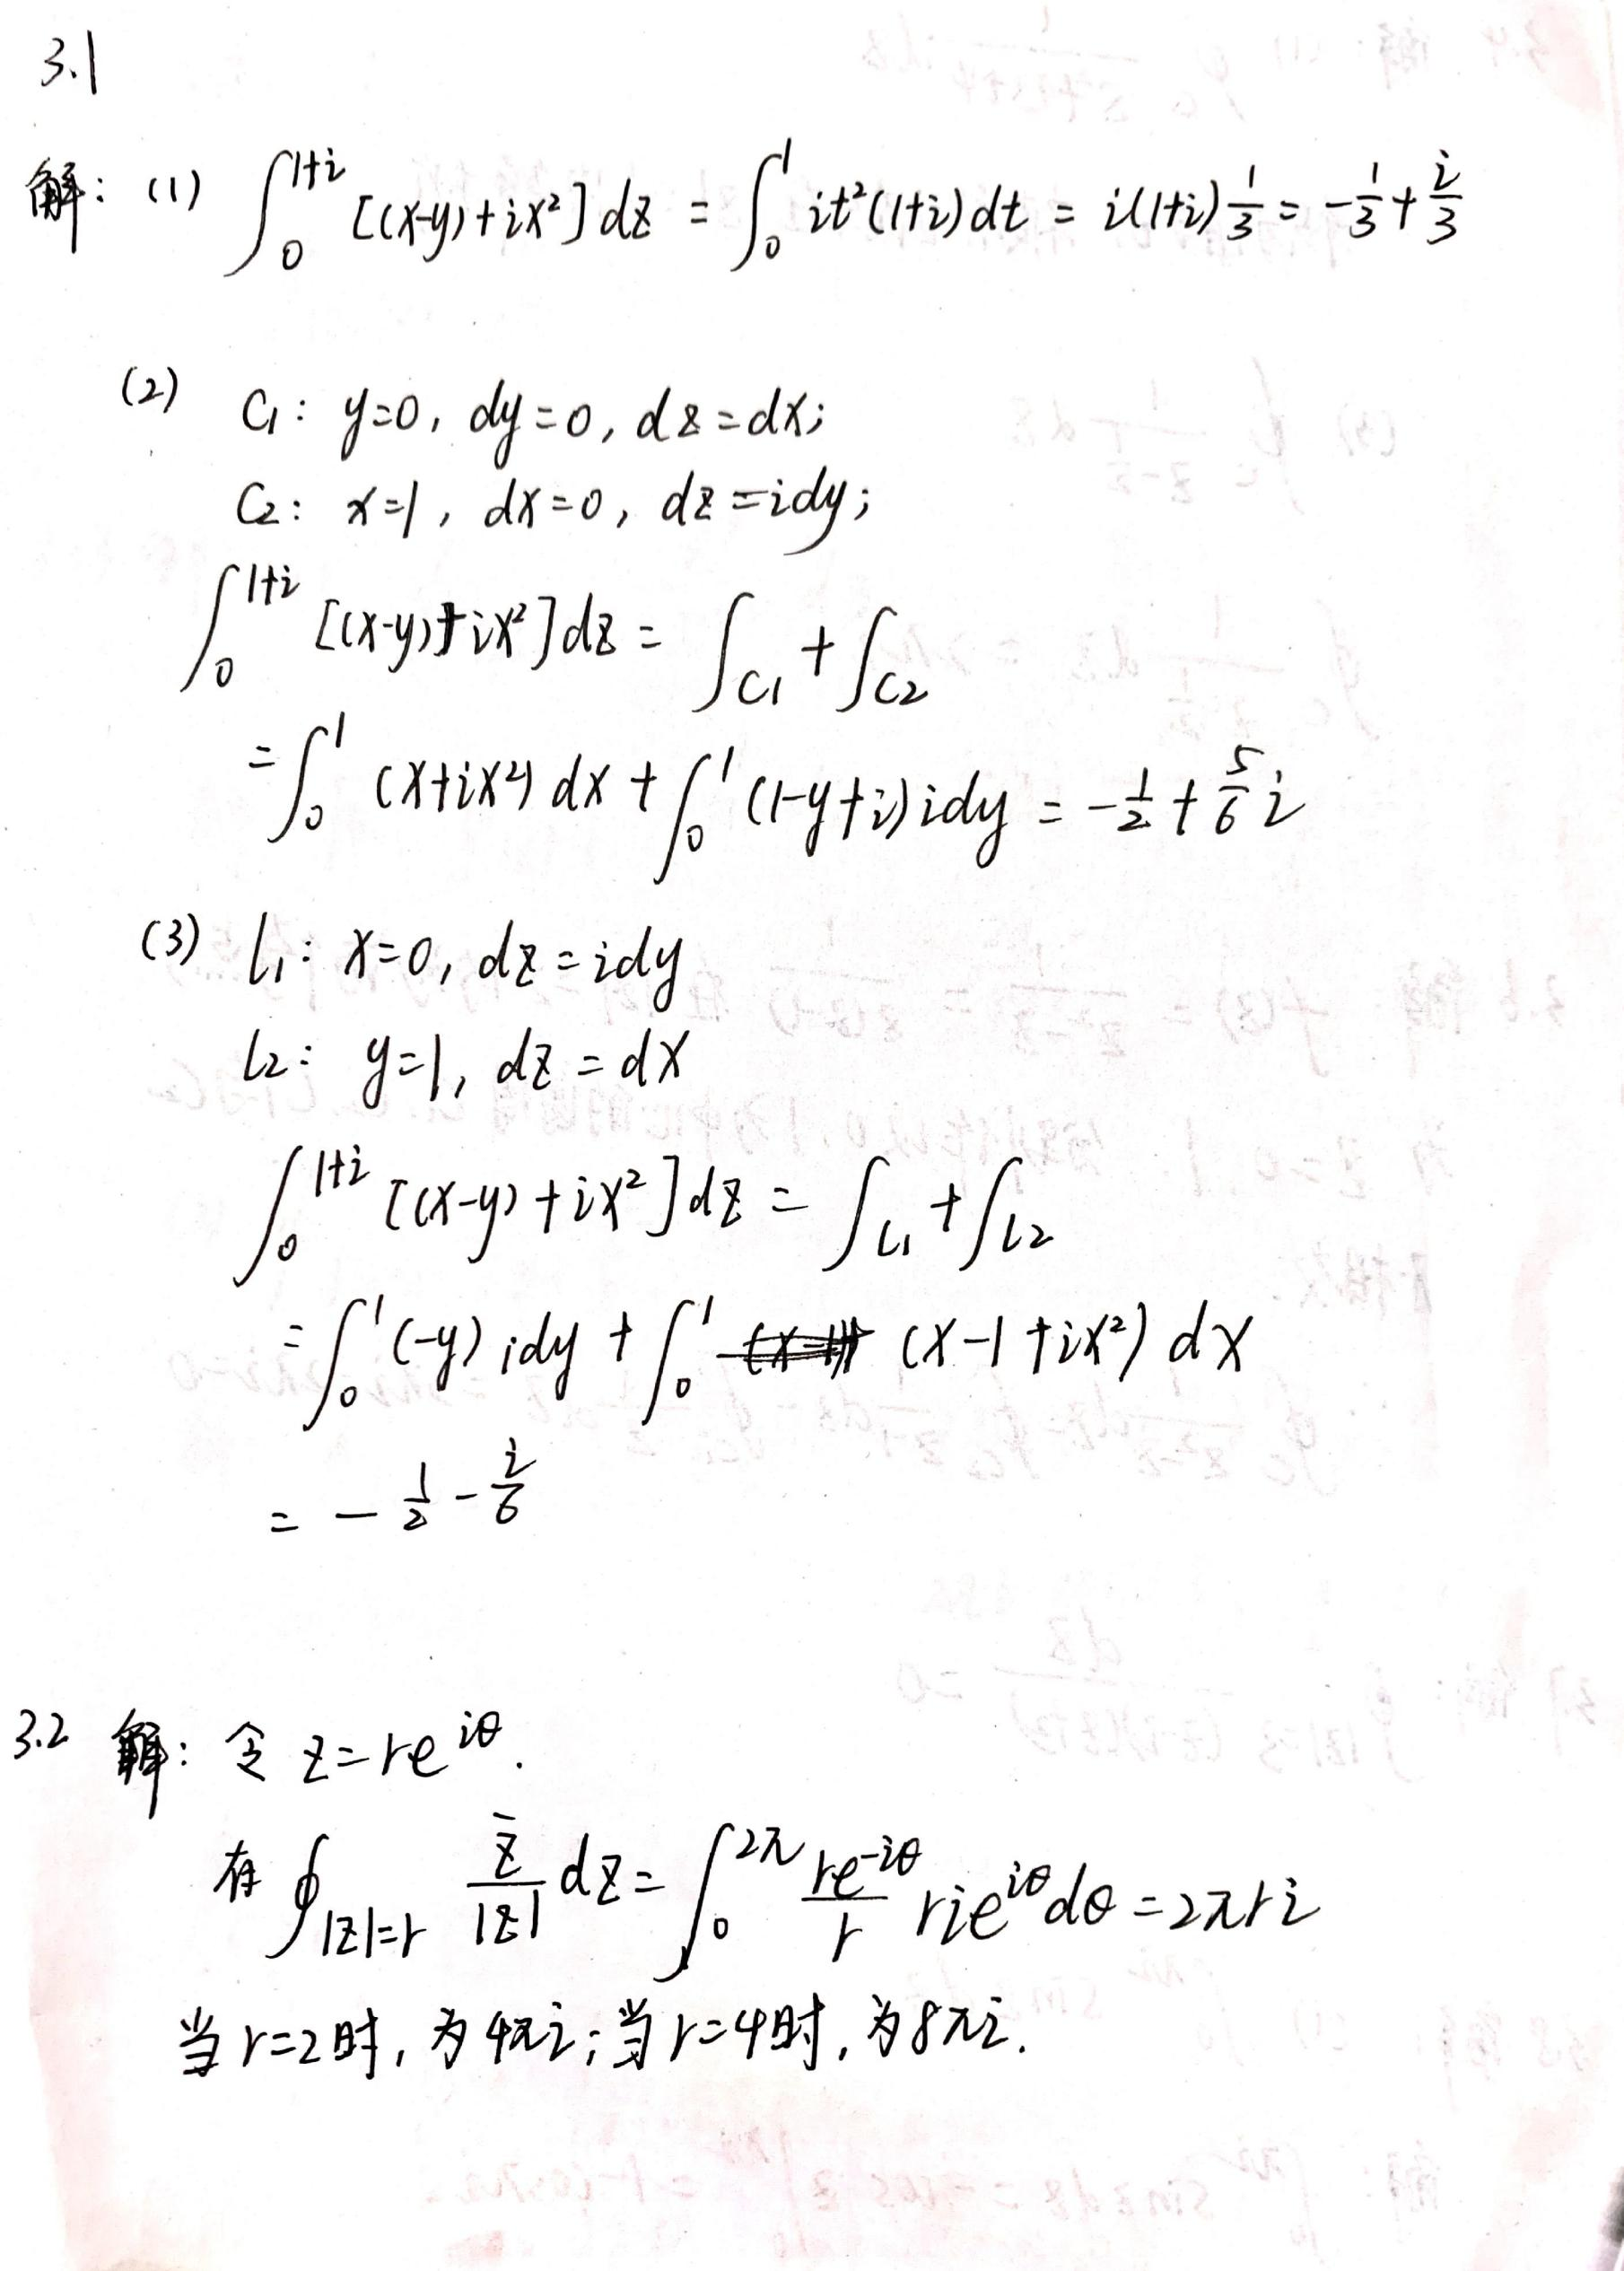 3.1
解: (1) ∫₀^{1+i} [(x-y)+ix²]dz = ∫₀¹ it²(1+i)dt = i(1+i)1/3 = -1/3 + i/3
(2) C₁: y=0, dy=0, dz=dx;
C₂: x=1, dx=0, dz=idy;
∫₀^{1+i} [(x-y)+ix²]dz = ∫_{C₁} + ∫_{C₂}
= ∫₀¹ (x+ix²) dx + ∫₀¹ (1-y+i)idy = -1/2 + 5/6 i
(3) l₁: x=0, dz=idy
l₂: y=1, dz=dx
∫₀^{1+i} [(x-y)+ix²]dz = ∫_{l₁} + ∫_{l₂}
= ∫₀¹ (-y) idy + ∫₀¹ (x-1+ix²) dx
= -1/2 - i/6
3.2 解: 令 z=re^{iθ}.
有 ∮_{|z|=r} z̄/|z| dz = ∫₀^{2π} re^{-iθ}/r rie^{iθ}dθ = 2πri
当r=2时, 为4πi; 当r=4时, 为8πi.